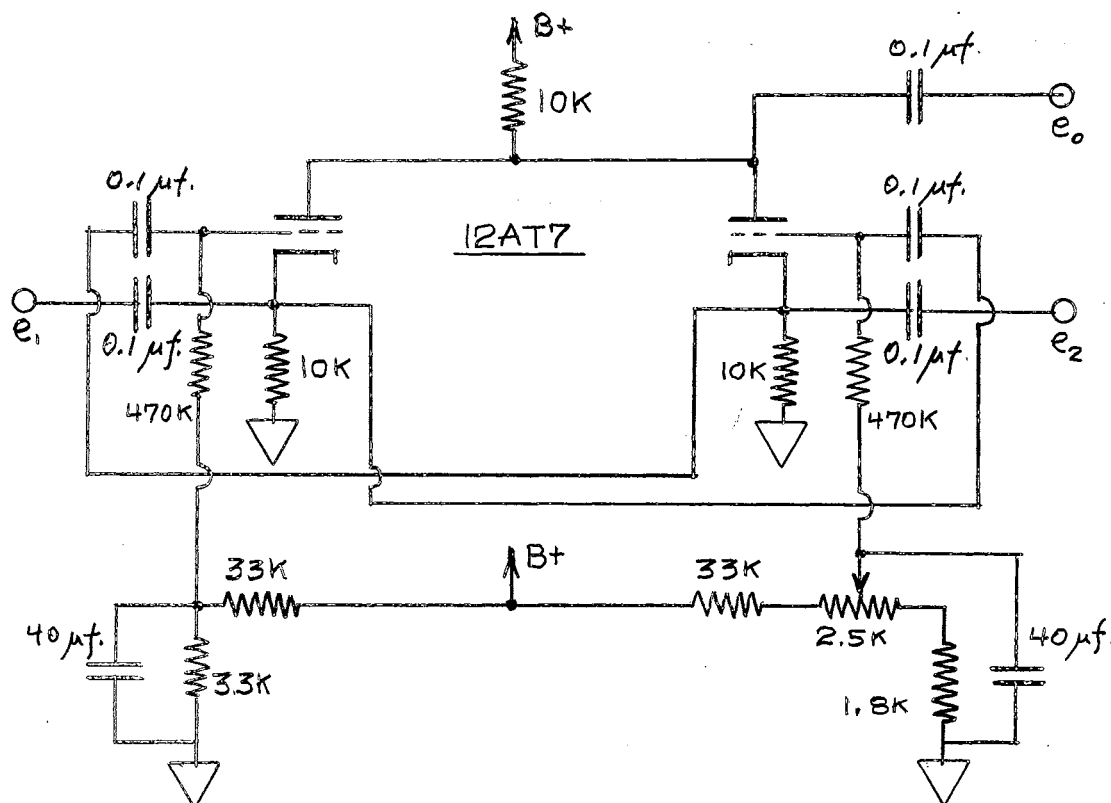 B+
0.1 µf.
10K
e₀
0.1 µf.
0.1 µf.
12AT7
e₁
0.1 µf.
0.1 µf.
e₂
10K
10K
470K
470K
B+
33K
33K
2.5K
40 µf.
40 µf.
3.3K
1.8K